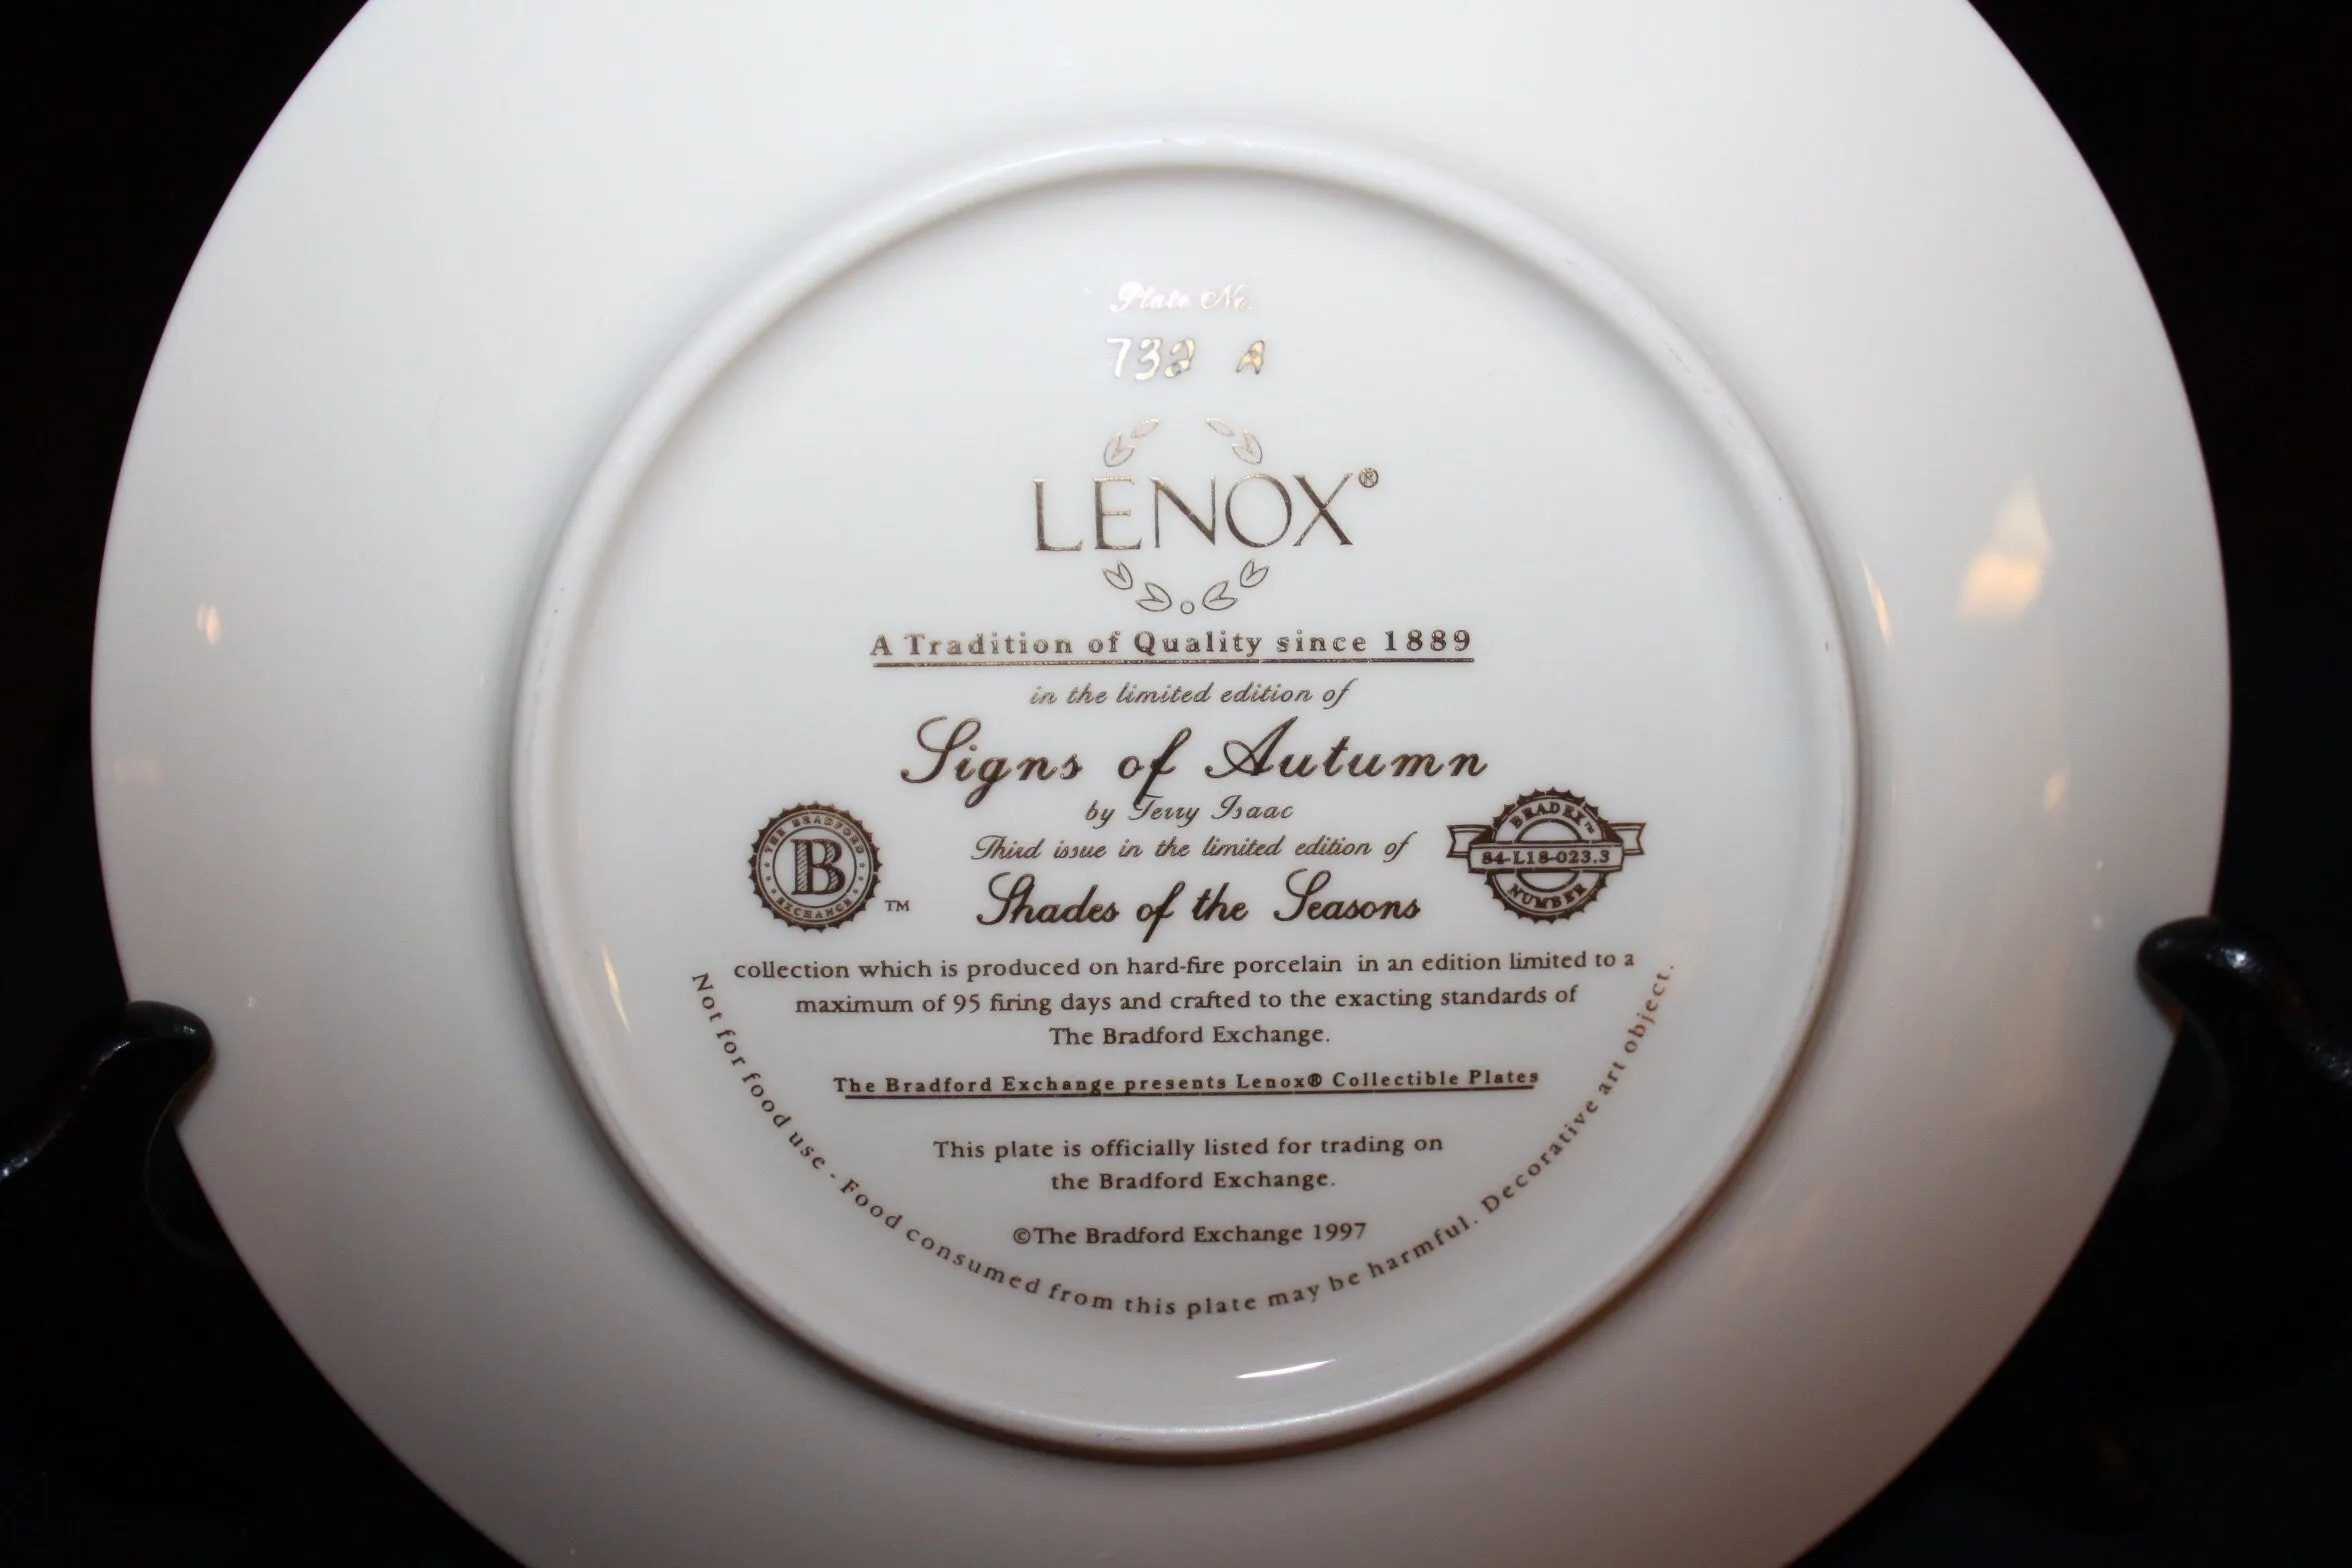 Plate No.
A
LENOX®
A Tradition of Quality since 1889
in the limited edition of
Signs of Autumn
by Terry Isaac
Third issue in the limited edition of
Shades of the Seasons
THE BRADFORD EXCHANGE
B
TM
BRADEX™
84-L18-023.3
NUMBER
collection which is produced on hard-fire porcelain in an edition limited to a
maximum of 95 firing days and crafted to the exacting standards of
The Bradford Exchange.
The Bradford Exchange presents Lenox® Collectible Plates
This plate is officially listed for trading on
the Bradford Exchange.
©The Bradford Exchange 1997
Not for food use - Food consumed from this plate may be harmful. Decorative art object.